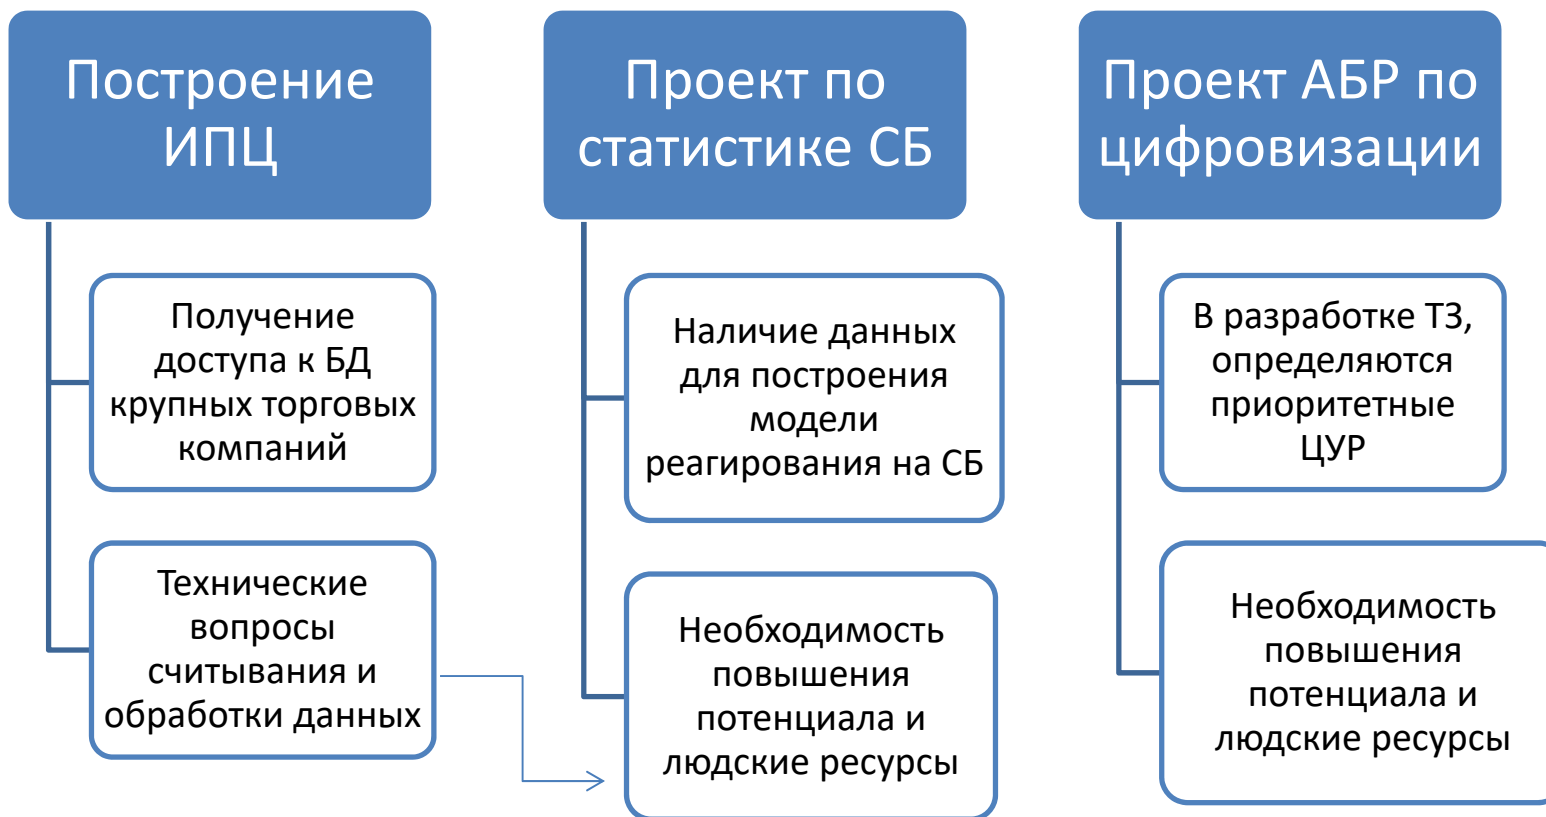 Построение
ИПЦ
Получение
доступа к БД
крупных торговых
компаний
Технические
вопросы
считывания и
обработки данных
Проект по
статистике СБ
Наличие данных
для построения
модели
реагирования на СБ
Необходимость
повышения
потенциала и
людские ресурсы
Проект АБР по
цифровизации
В разработке ТЗ,
определяются
приоритетные
ЦУР
Необходимость
повышения
потенциала и
людские ресурсы